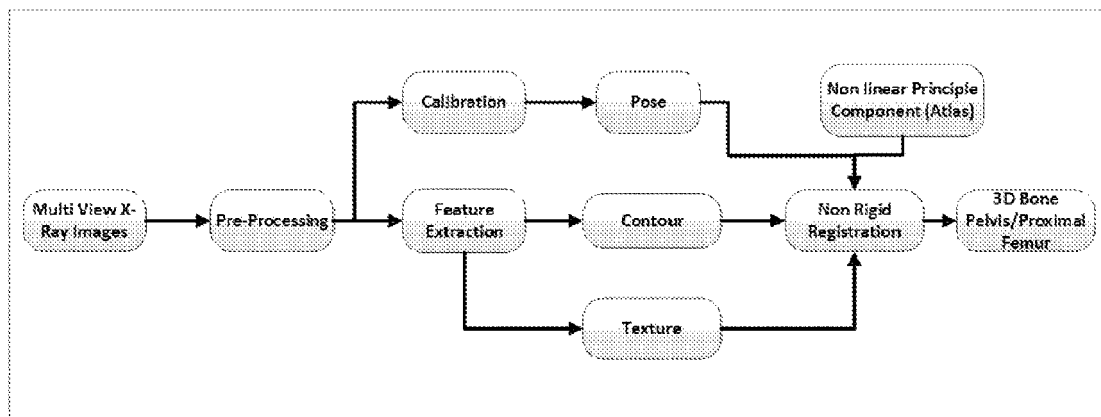 Calibration
Pose
Non linear Principle
Component (Atlas)
Multi View X-
Ray Images
Pre-Processing
Feature
Extraction
Contour
Non Rigid
Registration
3D Bone
Pelvis/Proximal
Femur
Texture